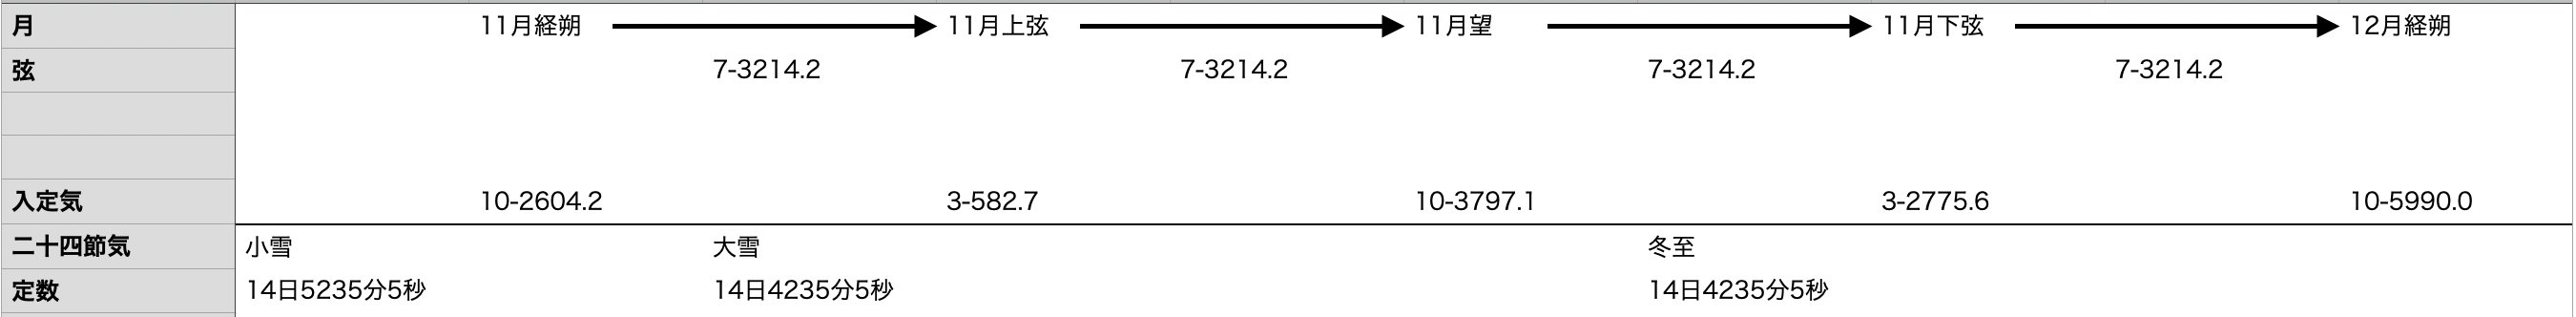 月 11月経朔 11月上弦 11月望 11月下弦 12月経朔
弦 7-3214.2 7-3214.2 7-3214.2 7-3214.2
入定気 10-2604.2 3-582.7 10-3797.1 3-2775.6 10-5990.0
二十四節気 小雪 大雪 冬至
定数 14日5235分5秒 14日4235分5秒 14日4235分5秒